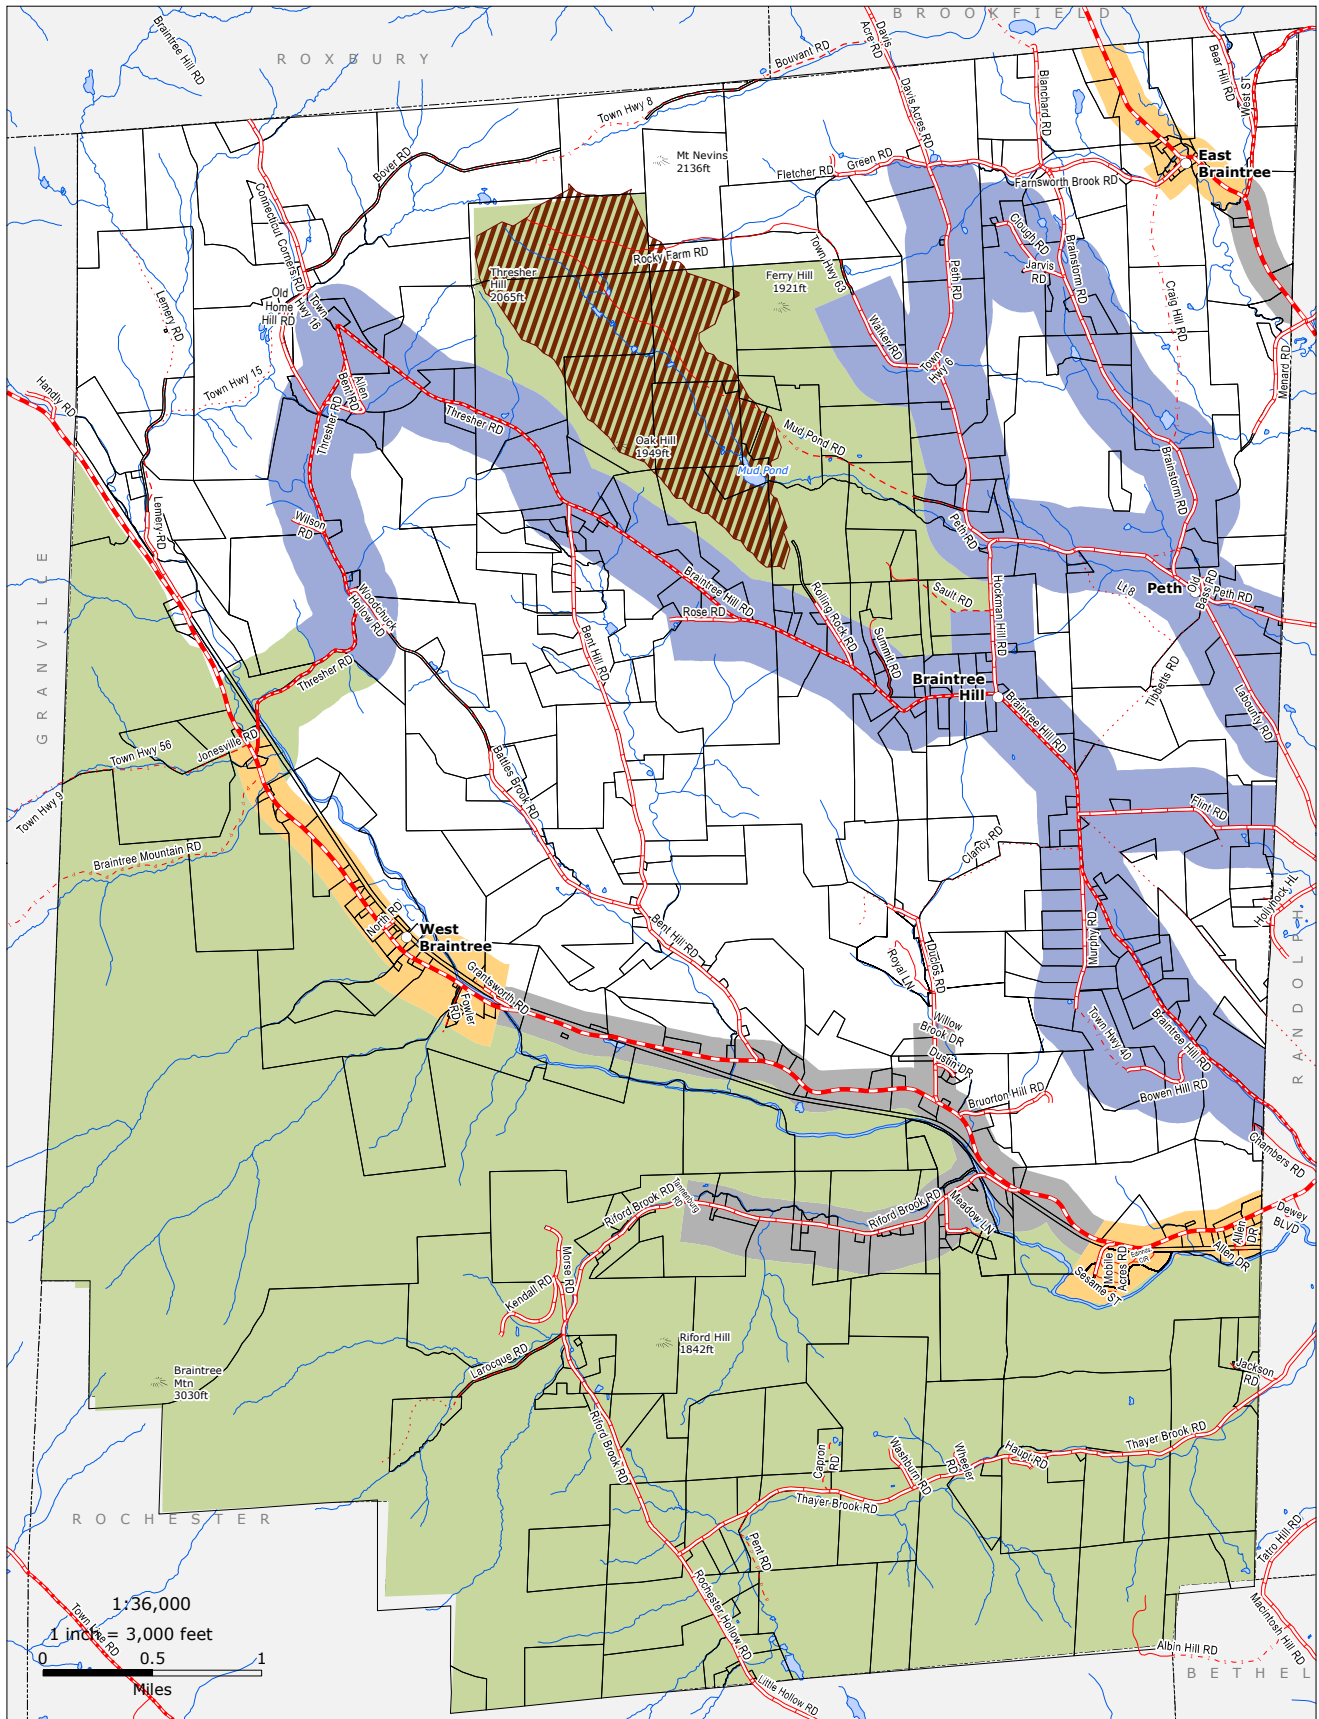 BROOKFIELD
ROXBURY
Braintree Hill RD
Davis
Acre RD
Bouvant RD
Bear Hill RD
West ST
Blanchard RD
Davis Acres RD
Town Hwy 8
Bover RD
Mt Nevins
2136ft
Fletcher RD
Green RD
Farnsworth Brook RD
East
Braintree
Connecticut Corners RD
Clough RD
Jarvis
RD
Brainstorm RD
Rocky Farm RD
Town Hwy 63
Peth RD
Thresher
Hill
2065ft
Ferry Hill
1921ft
Old
Home
Hill RD
Town
Hwy 16
Lemery RD
Craig Hill RD
Menard RD
Walker RD
Town
Hwy 6
Town Hwy 15
Handly RD
Allen
Bent RD
Thresher RD
Thresher RD
Oak Hill
1949ft
Mud Pond RD
Mud Pond
Brainstorm RD
Lemery RD
Wilson
RD
Peth RD
GRANVILLE
Woodchuck
Hollow RD
Braintree Hill RD
Rose RD
Rolling Rock RD
Sault RD
Hockman Hill RD
Lt 8
Peth
Old
Bass RD
Peth RD
Bent Hill RD
Summit RD
Thresher RD
Braintree
Hill
Tibbetts RD
Labounty RD
Braintree Hill RD
Jonesville RD
Town Hwy 56
Town Hwy 9
Battles Brook RD
Flint RD
Braintree Mountain RD
Clancy RD
Hollyhock HL
North RD
West
Braintree
Bent Hill RD
Murphy RD
Royal LN
Duclos RD
RANDOLPH
Grantsworth RD
Fowler
RD
Willow
Brook DR
Dustin DR
Town Hwy 40
Braintree Hill RD
Bruorton Hill RD
Bowen Hill RD
Chambers RD
Tannenburg
RD
Riford Brook RD
Riford Brook RD
Meadow LN
Dewey
BLVD
Allen
DR
Allen DR
Mobile
Acres RD
Sesame ST
Morse RD
Kendall RD
Larocque RD
Riford Hill
1842ft
Braintree
Mtn
3030ft
Jackson
RD
Riford Brook RD
Capron
RD
Washburn RD
Wheeler
RD
Haupt RD
Thayer Brook RD
Thayer Brook RD
ROCHESTER
Pent RD
Tatro Hill RD
Rochester Hollow RD
Macintosh Hill RD
Town Line RD
1:36,000
1 inch = 3,000 feet
0 0.5 1
Miles
Albin Hill RD
Little Hollow RD
BETHEL